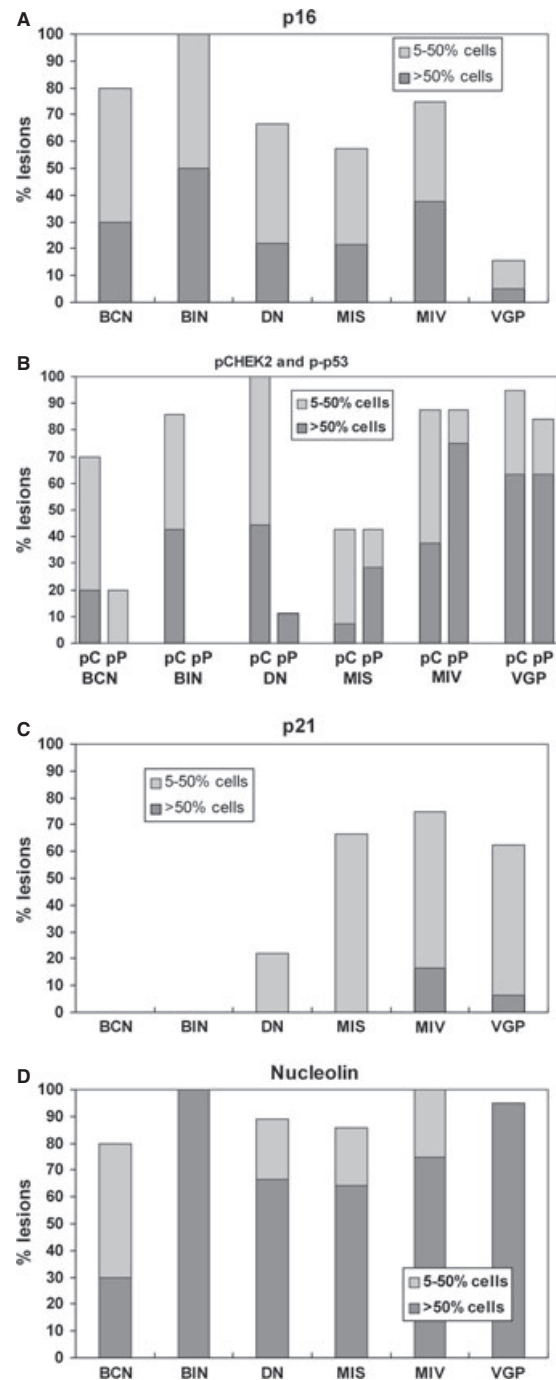 A
p16
5-50% cells
>50% cells
100
90
80
70
60
50
40
30
20
10
0
% lesions
BCN BIN DN MIS MIV VGP
B
pCHEK2 and p-p53
5-50% cells
>50% cells
100
90
80
70
60
50
40
30
20
10
0
% lesions
pC pP pC pP pC pP pC pP pC pP pC pP
BCN BIN DN MIS MIV VGP
C
p21
5-50% cells
>50% cells
100
90
80
70
60
50
40
30
20
10
0
% lesions
BCN BIN DN MIS MIV VGP
D
Nucleolin
100
90
80
70
60
50
40
30
20
10
0
% lesions
5-50% cells
>50% cells
BCN BIN DN MIS MIV VGP